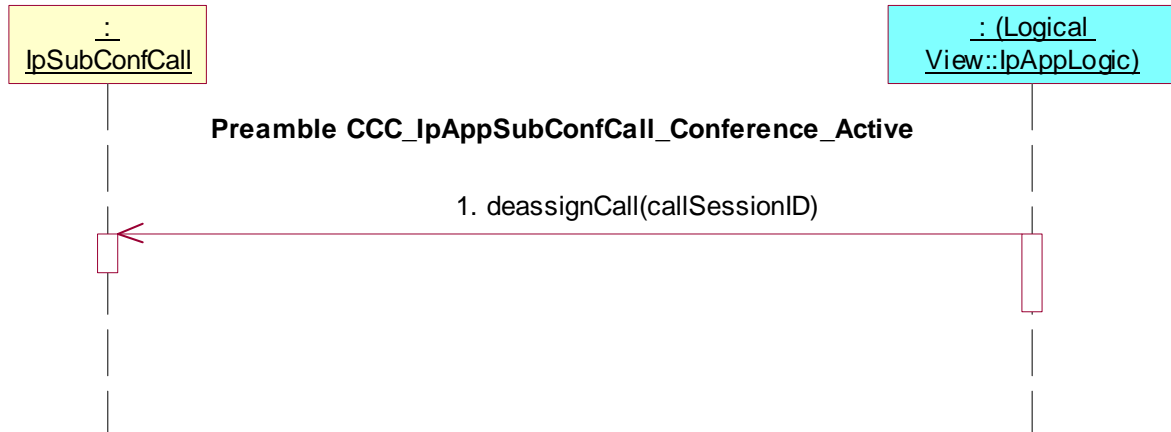 :
IpSubConfCall
: (Logical
View::IpAppLogic)
Preamble CCC_IpAppSubConfCall_Conference_Active
1. deassignCall(callSessionID)